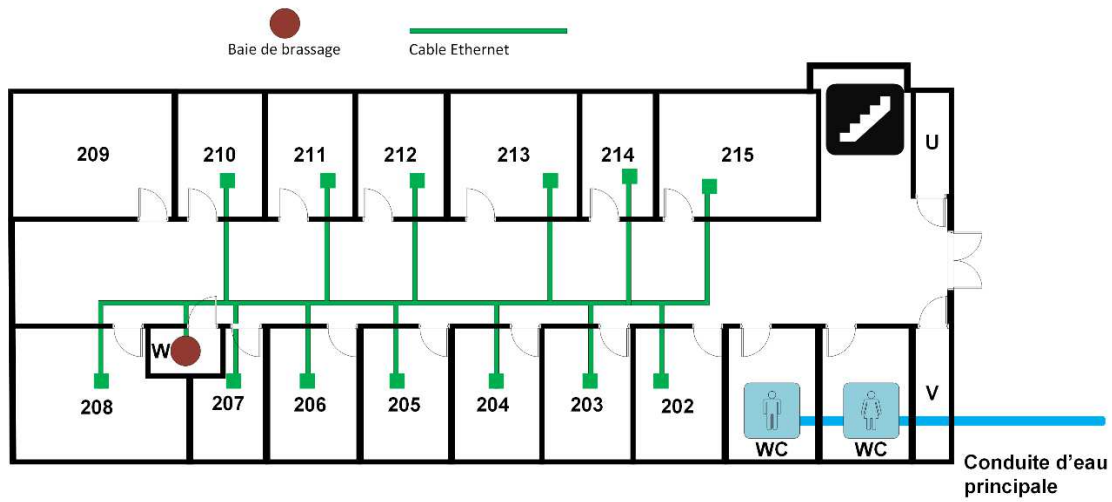 Baie de brassage
Cable Ethernet
209
210
211
212
213
214
215
U
W
208
207
206
205
204
203
202
WC
WC
V
Conduite d'eau
principale